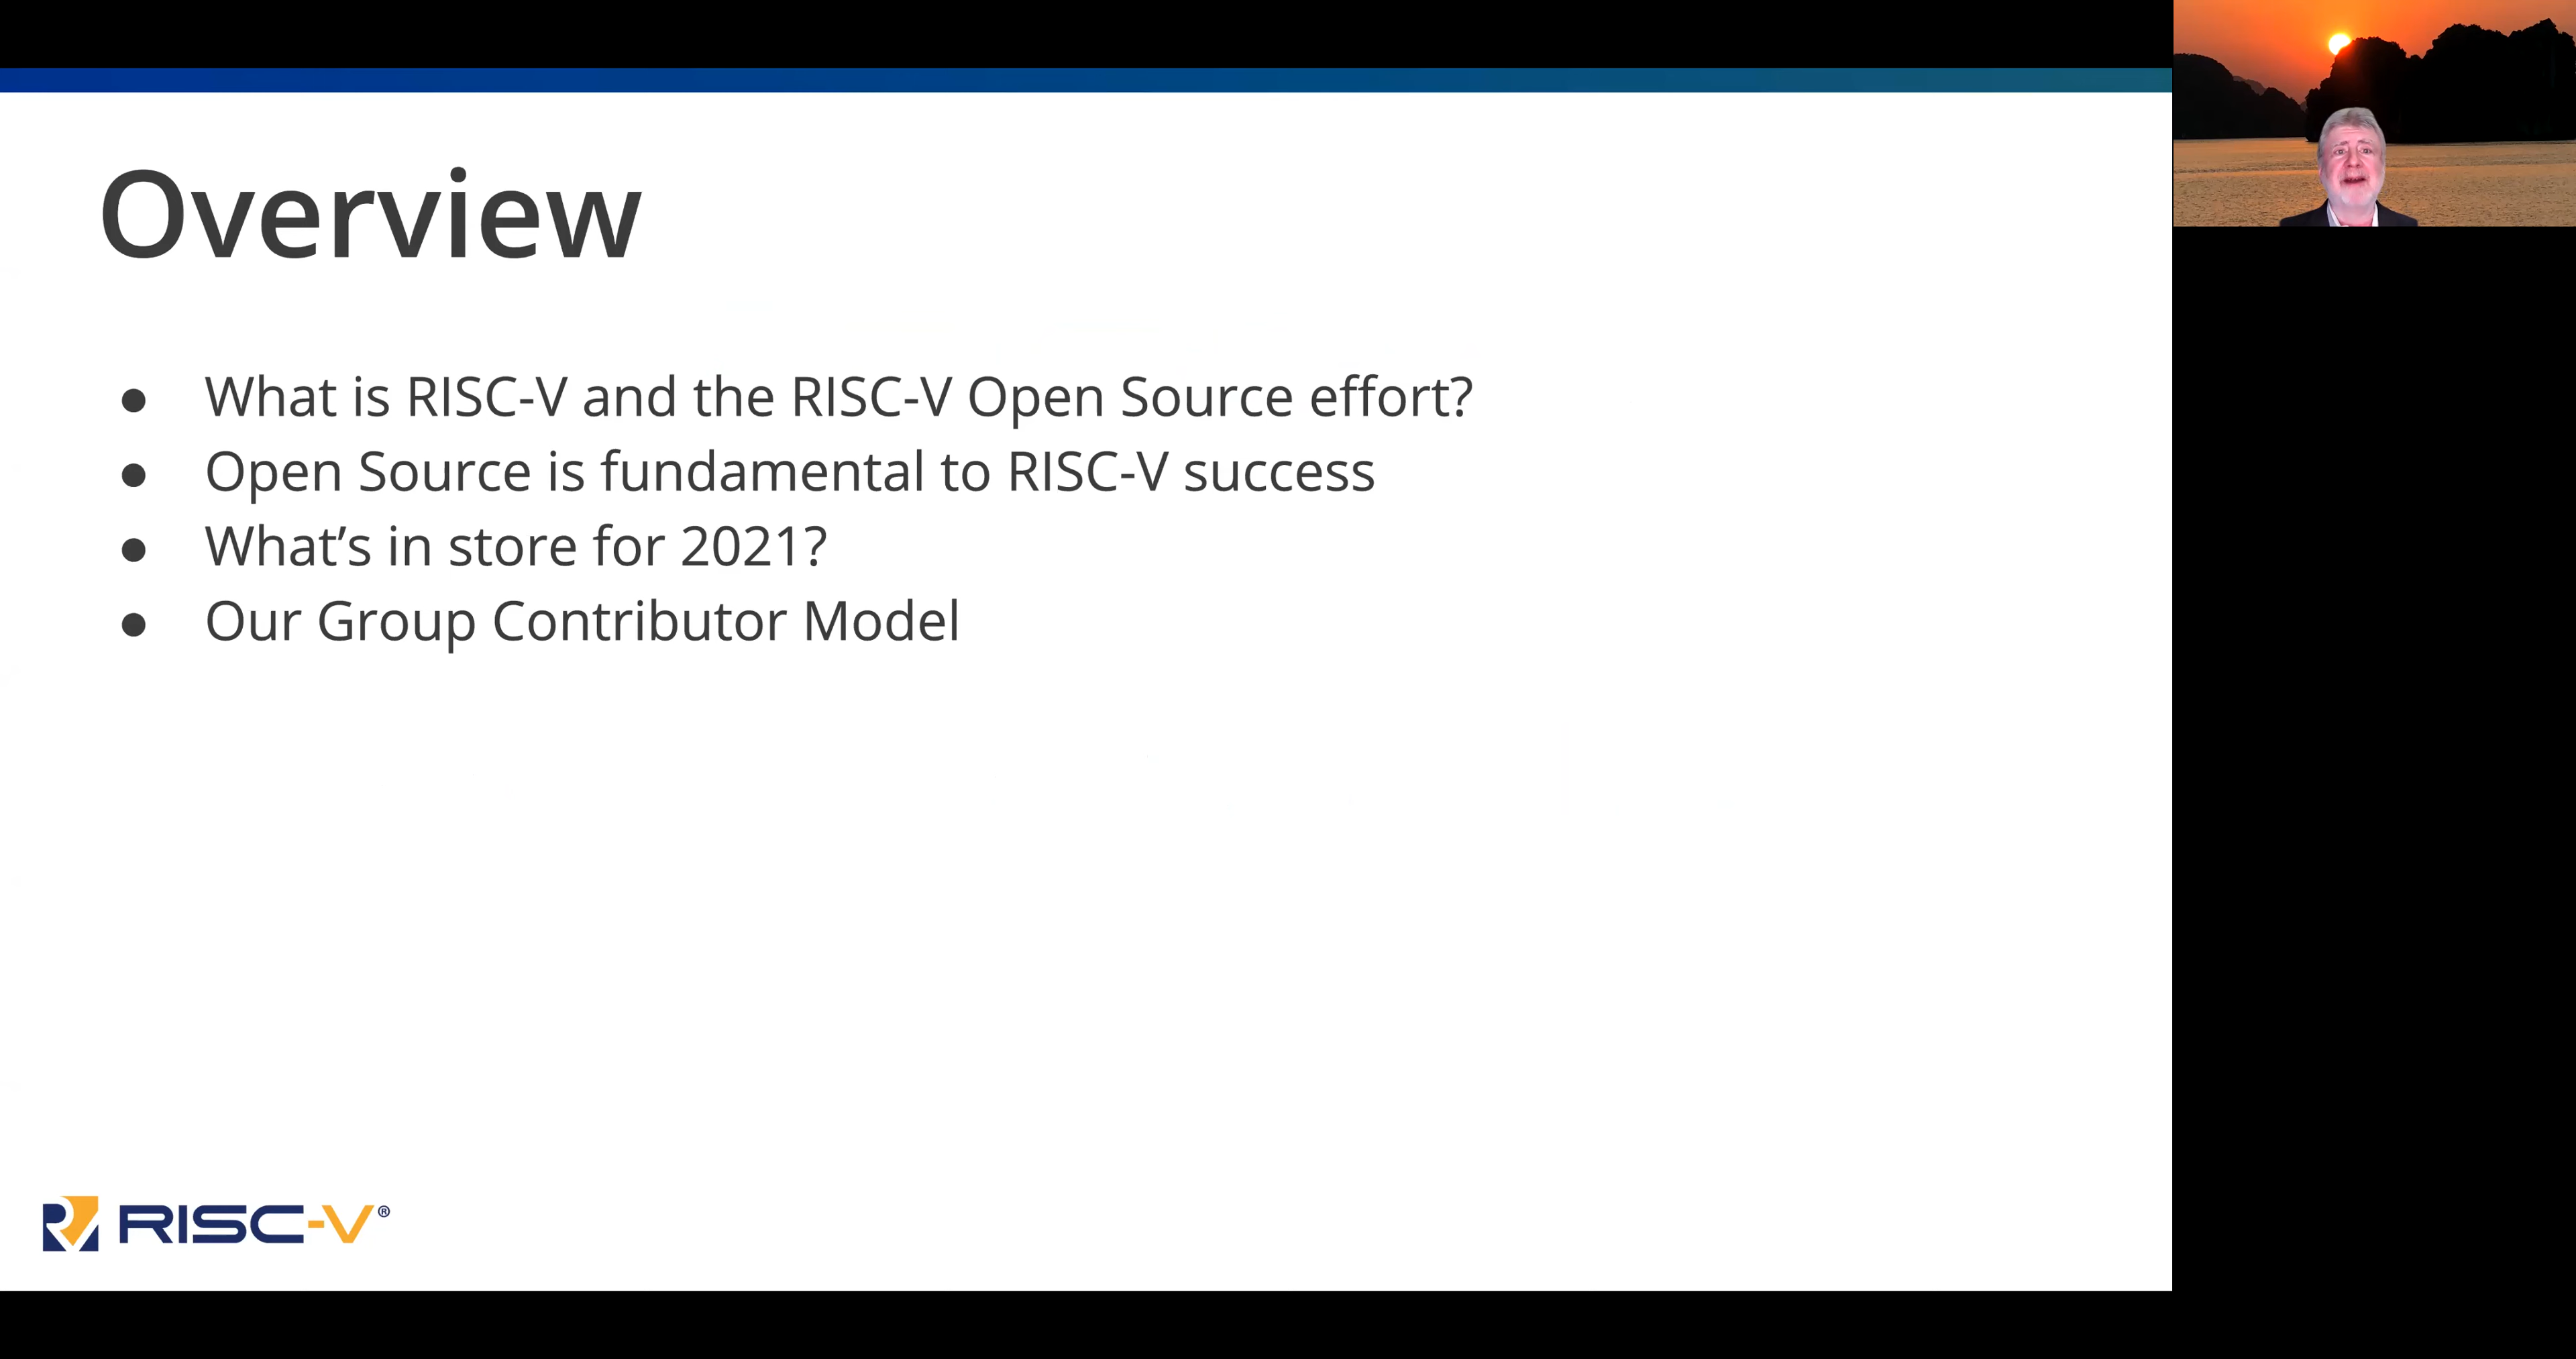 Overview
● What is RISC-V and the RISC-V Open Source effort?
● Open Source is fundamental to RISC-V success
● What’s in store for 2021?
● Our Group Contributor Model
RISC-V®